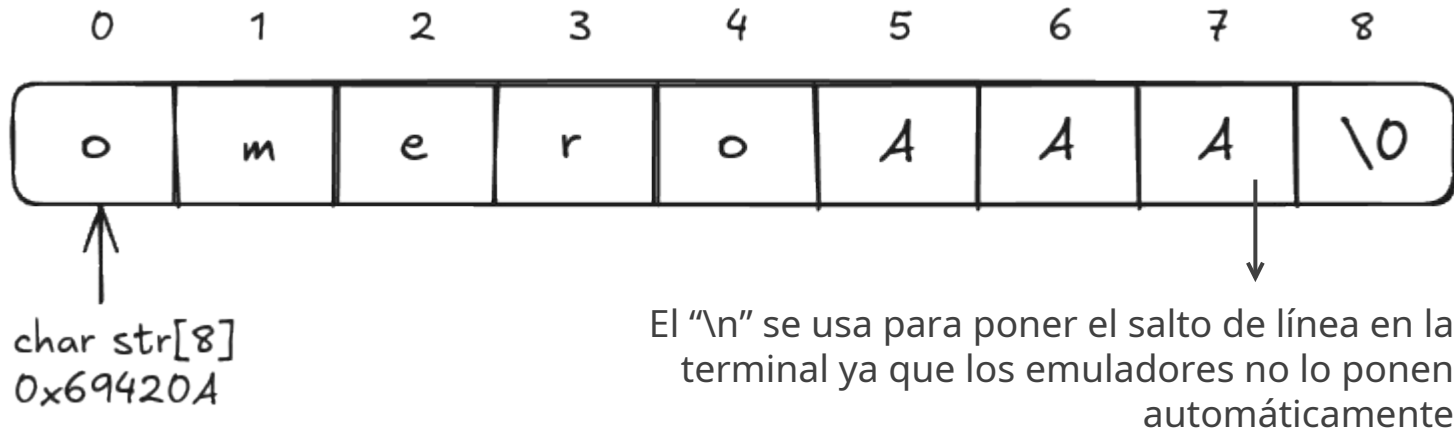 0 1 2 3 4 5 6 7 8
o m e r o A A A \0
char str[8]
0x69420A
El “\n” se usa para poner el salto de línea en la
terminal ya que los emuladores no lo ponen
automáticamente